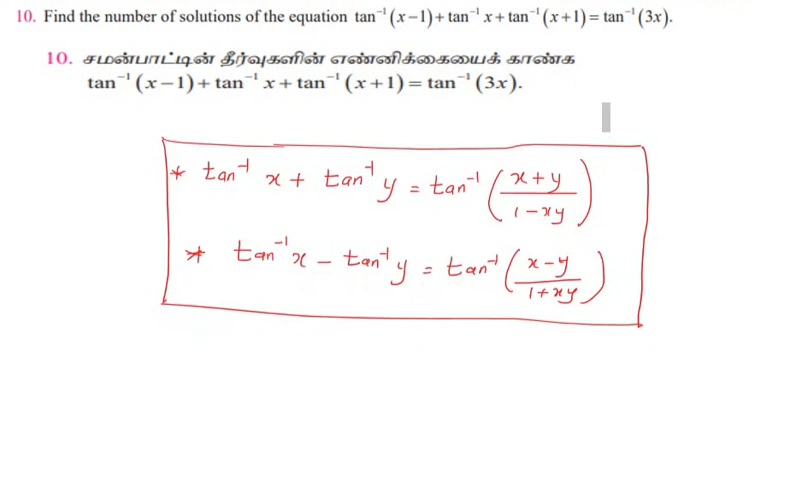 10. Find the number of solutions of the equation tan⁻¹(x−1)+tan⁻¹ x+tan⁻¹(x+1)=tan⁻¹(3x).
10. சமன்பாட்டின் தீர்வுகளின் எண்ணிக்கையைக் காண்க
tan⁻¹(x−1)+tan⁻¹ x+tan⁻¹(x+1)=tan⁻¹(3x).
* tan⁻¹ x + tan⁻¹ y = tan⁻¹((x+y)/(1−xy))
* tan⁻¹ x − tan⁻¹ y = tan⁻¹((x−y)/(1+xy))